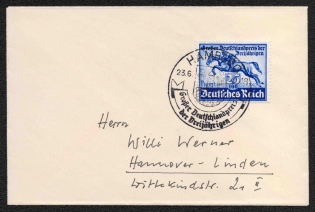 Großer Deutschlandpreis der
Dreijährigen
HAMBURG
23.6.
Deutsches Reich
Großer Deutschlandpreis
der Dreijährigen
Herrn
Willi Werner
Hannover-Linden
Wittekindstr. 21 II